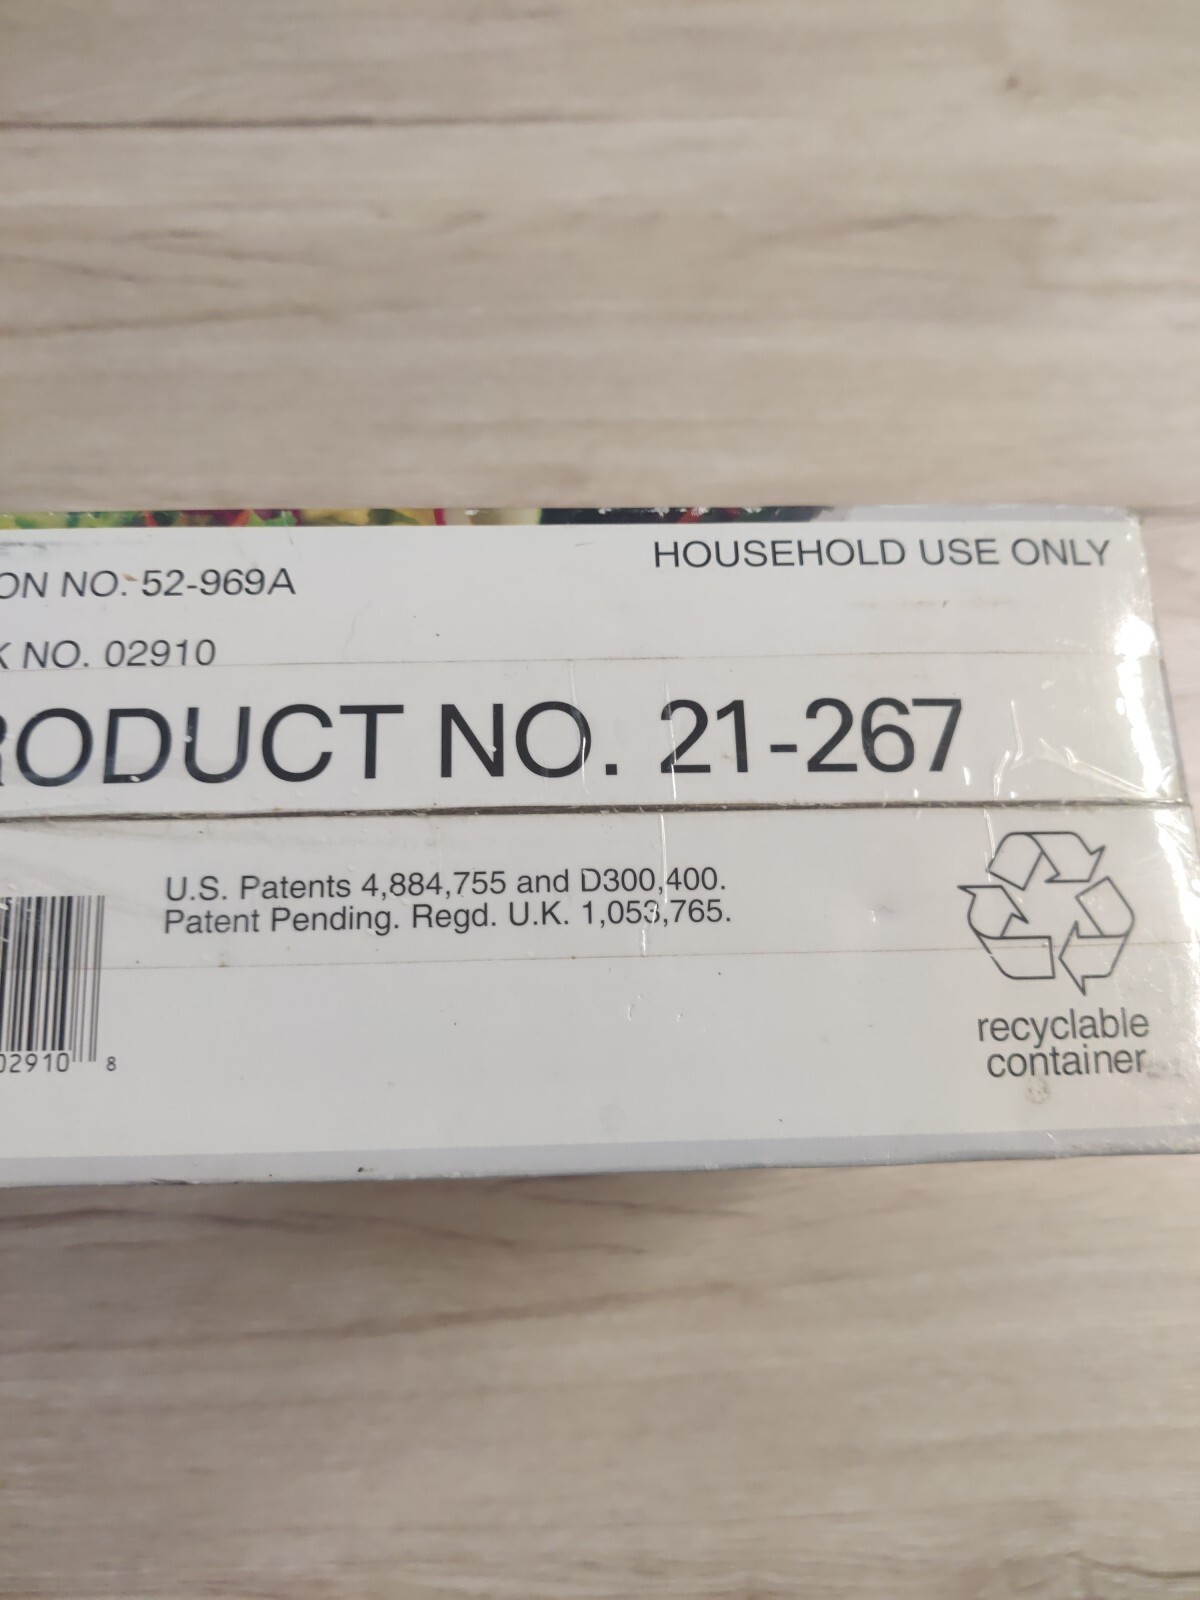 HOUSEHOLD USE ONLY
ON NO. 52-969A
K NO. 02910
RODUCT NO. 21-267
U.S. Patents 4,884,755 and D300,400.
Patent Pending. Regd. U.K. 1,053,765.
02910 8
recyclable
container